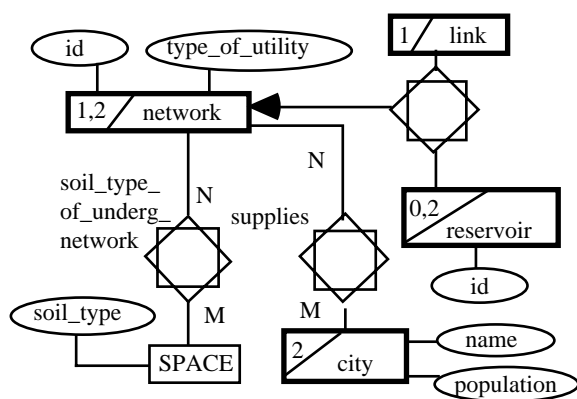 id
type_of_utility
1 link
1,2 network
N
N
soil_type_
of_underg_
network
supplies
0,2
reservoir
id
M
M
soil_type
SPACE
2
city
name
population